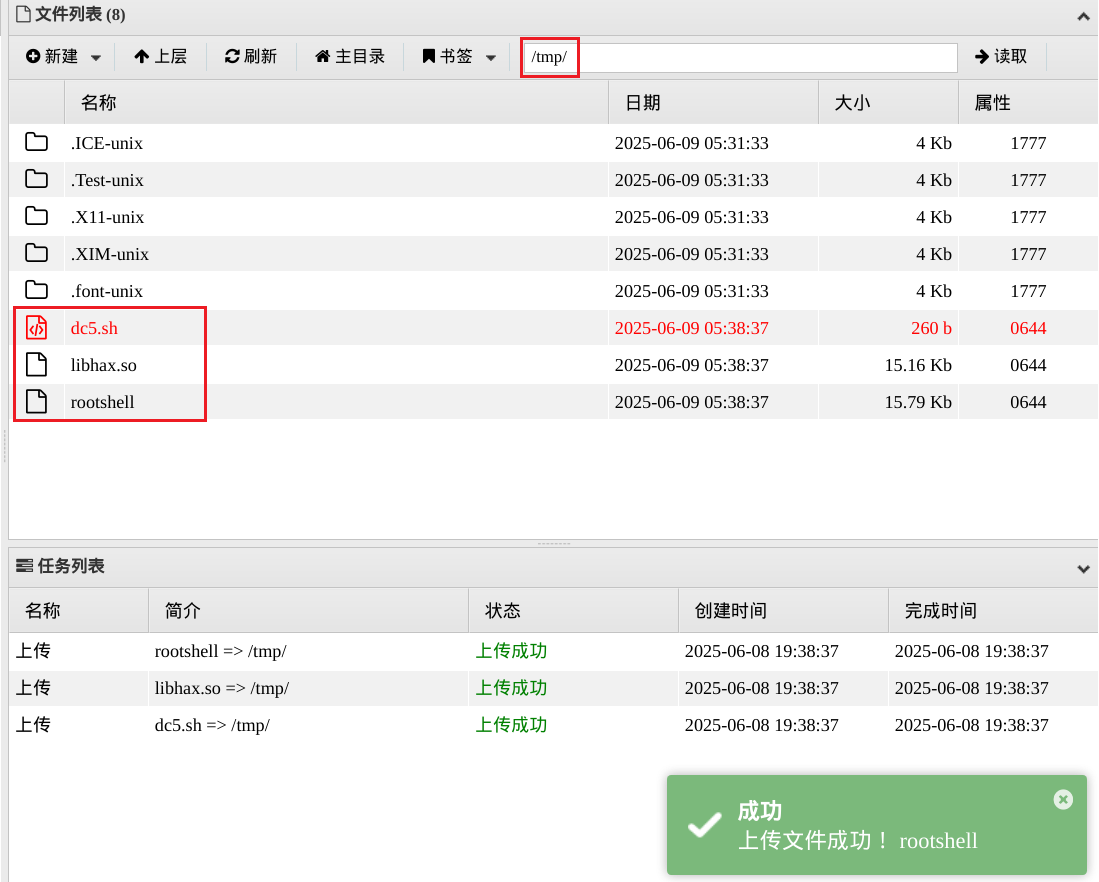 文件列表 (8)
新建 上层 刷新 主目录 书签 /tmp/ 读取
名称 日期 大小 属性
.ICE-unix 2025-06-09 05:31:33 4 Kb 1777
.Test-unix 2025-06-09 05:31:33 4 Kb 1777
.X11-unix 2025-06-09 05:31:33 4 Kb 1777
.XIM-unix 2025-06-09 05:31:33 4 Kb 1777
.font-unix 2025-06-09 05:31:33 4 Kb 1777
dc5.sh 2025-06-09 05:38:37 260 b 0644
libhax.so 2025-06-09 05:38:37 15.16 Kb 0644
rootshell 2025-06-09 05:38:37 15.79 Kb 0644
任务列表
名称 简介 状态 创建时间 完成时间
上传 rootshell => /tmp/ 上传成功 2025-06-08 19:38:37 2025-06-08 19:38:37
上传 libhax.so => /tmp/ 上传成功 2025-06-08 19:38:37 2025-06-08 19:38:37
上传 dc5.sh => /tmp/ 上传成功 2025-06-08 19:38:37 2025-06-08 19:38:37
成功
上传文件成功！ rootshell